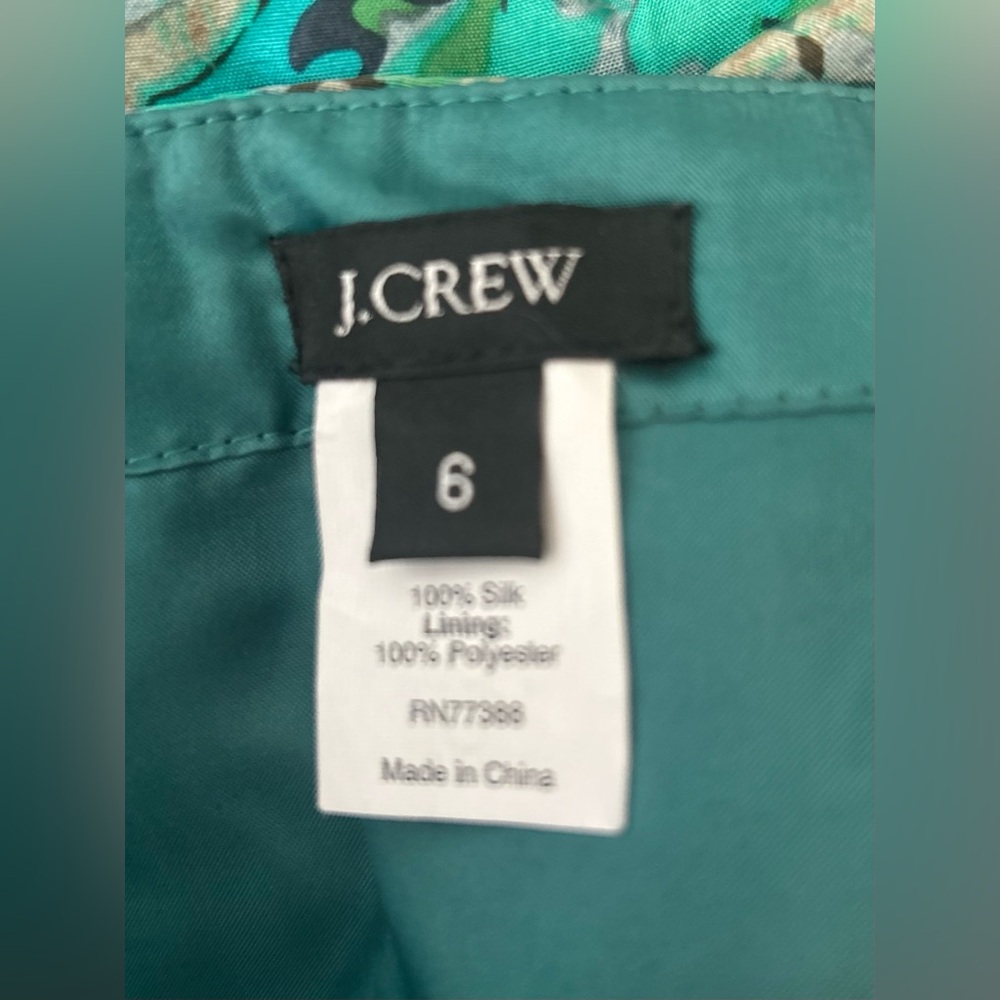 J.CREW
6
100% Silk
Lining:
100% Polyester
RN77388
Made in China